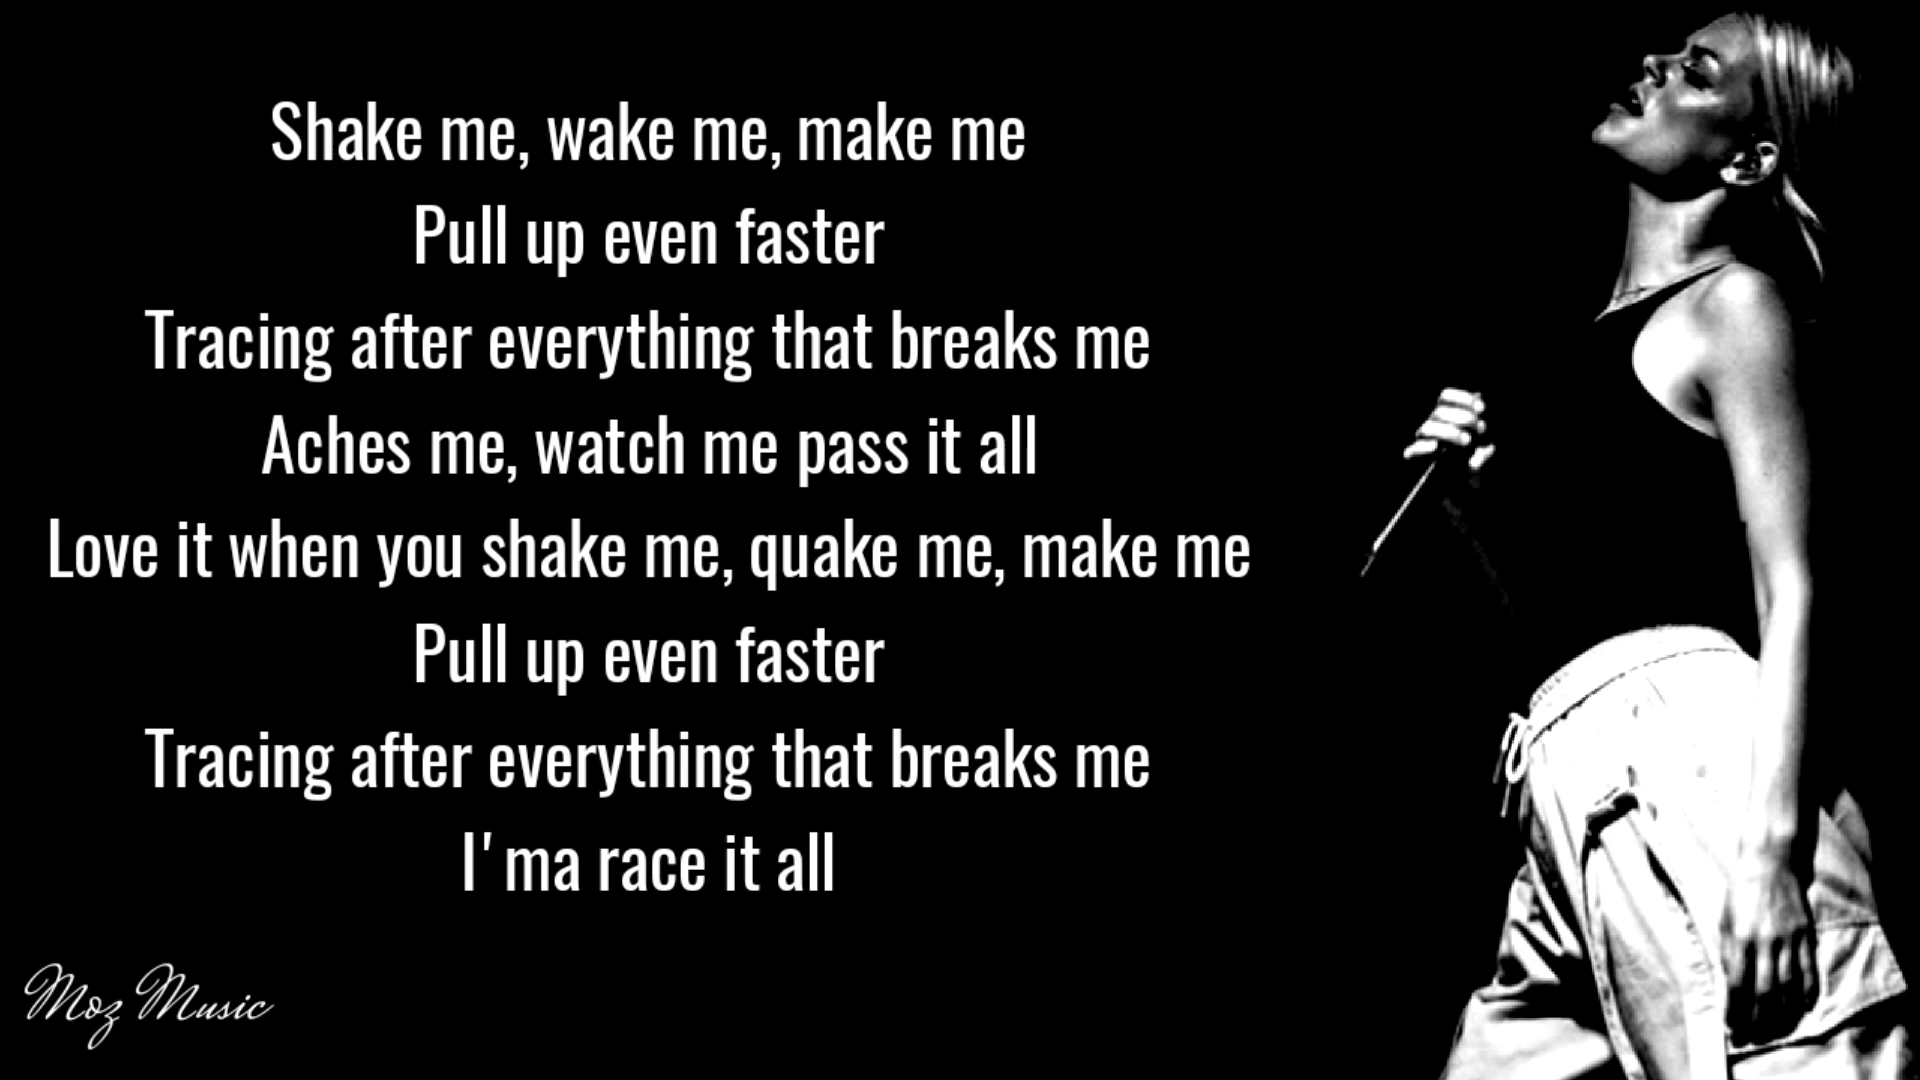 Shake me, wake me, make me
Pull up even faster
Tracing after everything that breaks me
Aches me, watch me pass it all
Love it when you shake me, quake me, make me
Pull up even faster
Tracing after everything that breaks me
I'ma race it all
Moz Music